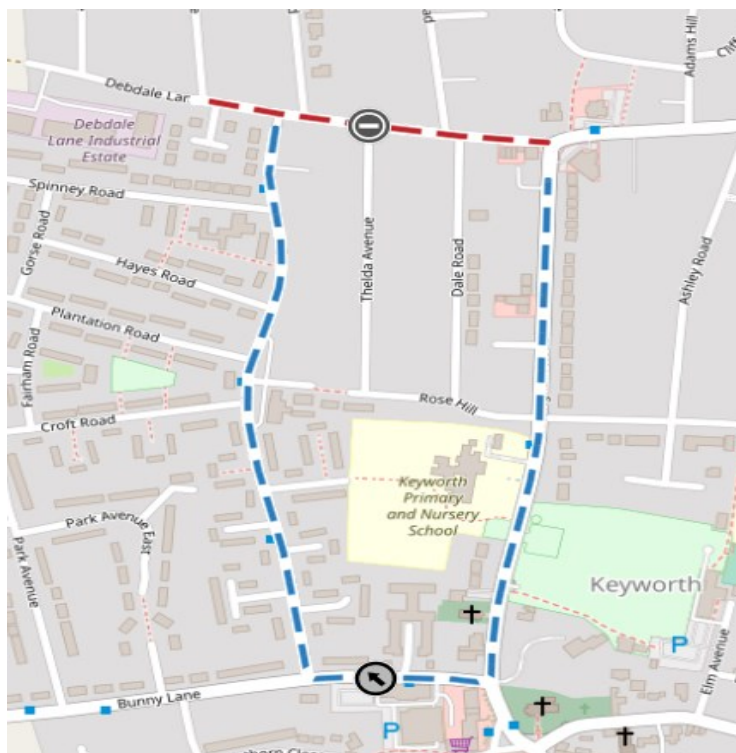 Adams Hill
Cliff
Debdale Lar
Debdale
Lane Industrial
Estate
Spinney Road
Gorse Road
Hayes Road
Thelda Avenue
Dale Road
Ashley Road
Plantation Road
Fairham Road
Rose Hill
Croft Road
Keyworth
Primary
and Nursery
School
Park Avenue East
Park Avenue
Keyworth
P
Elm Avenue
Bunny Lane
P